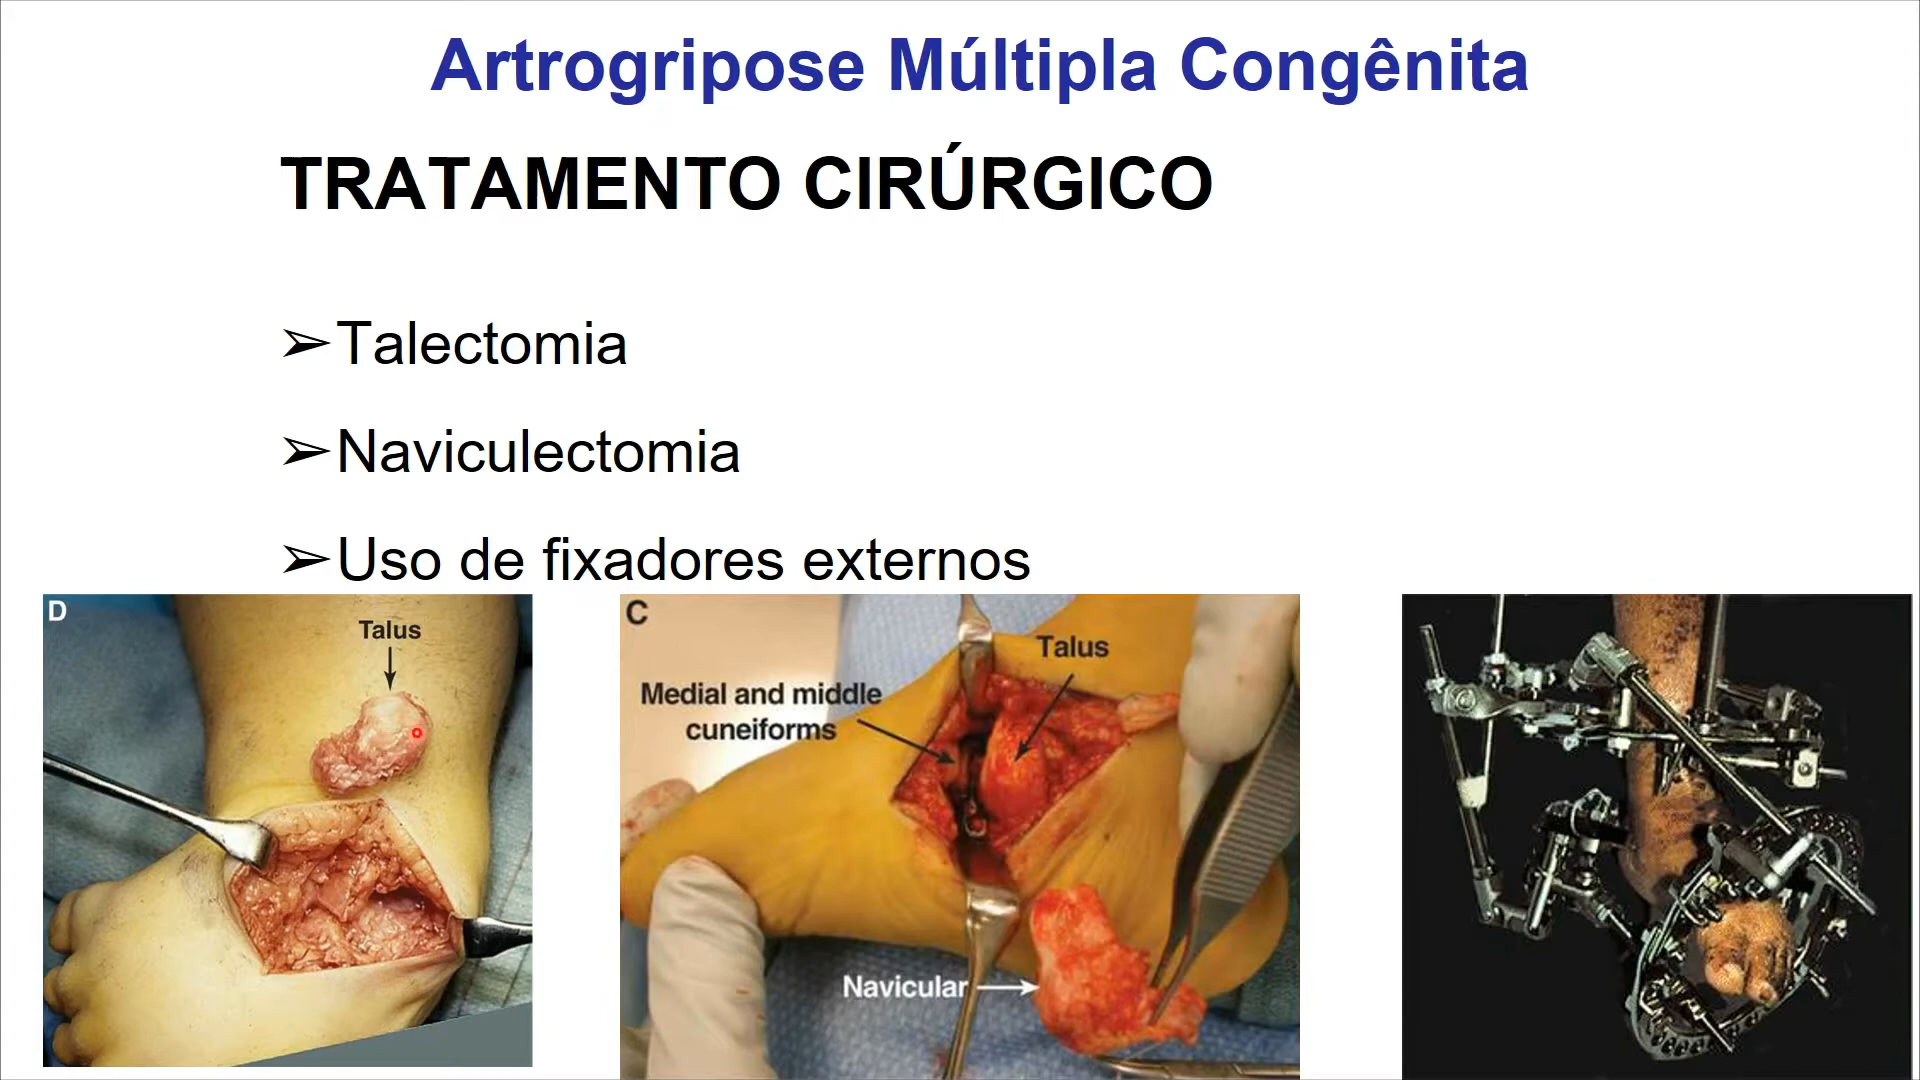 Artrogripose Múltipla Congênita
TRATAMENTO CIRÚRGICO
➢Talectomia
➢Naviculectomia
➢Uso de fixadores externos
D
Talus
C
Talus
Medial and middle
cuneiforms
Navicular